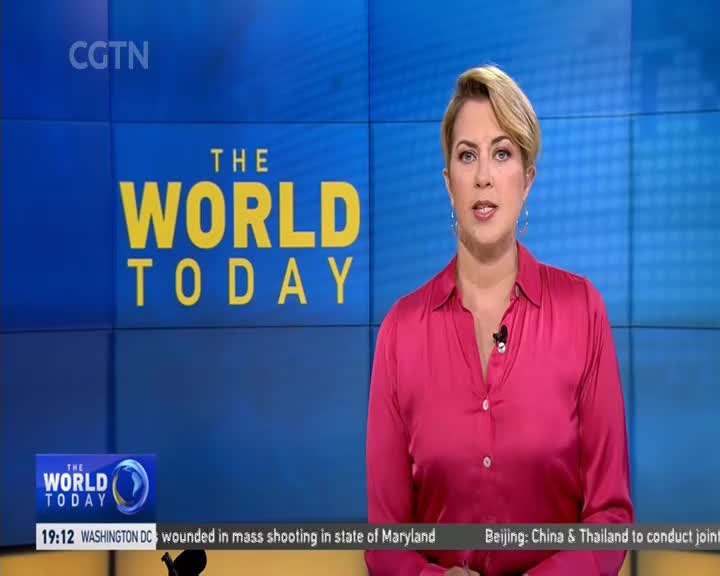 CGTN
THE
WORLD
TODAY
THE
WORLD
TODAY
19:12 WASHINGTON DC
s wounded in mass shooting in state of Maryland Beijing: China & Thailand to conduct joint